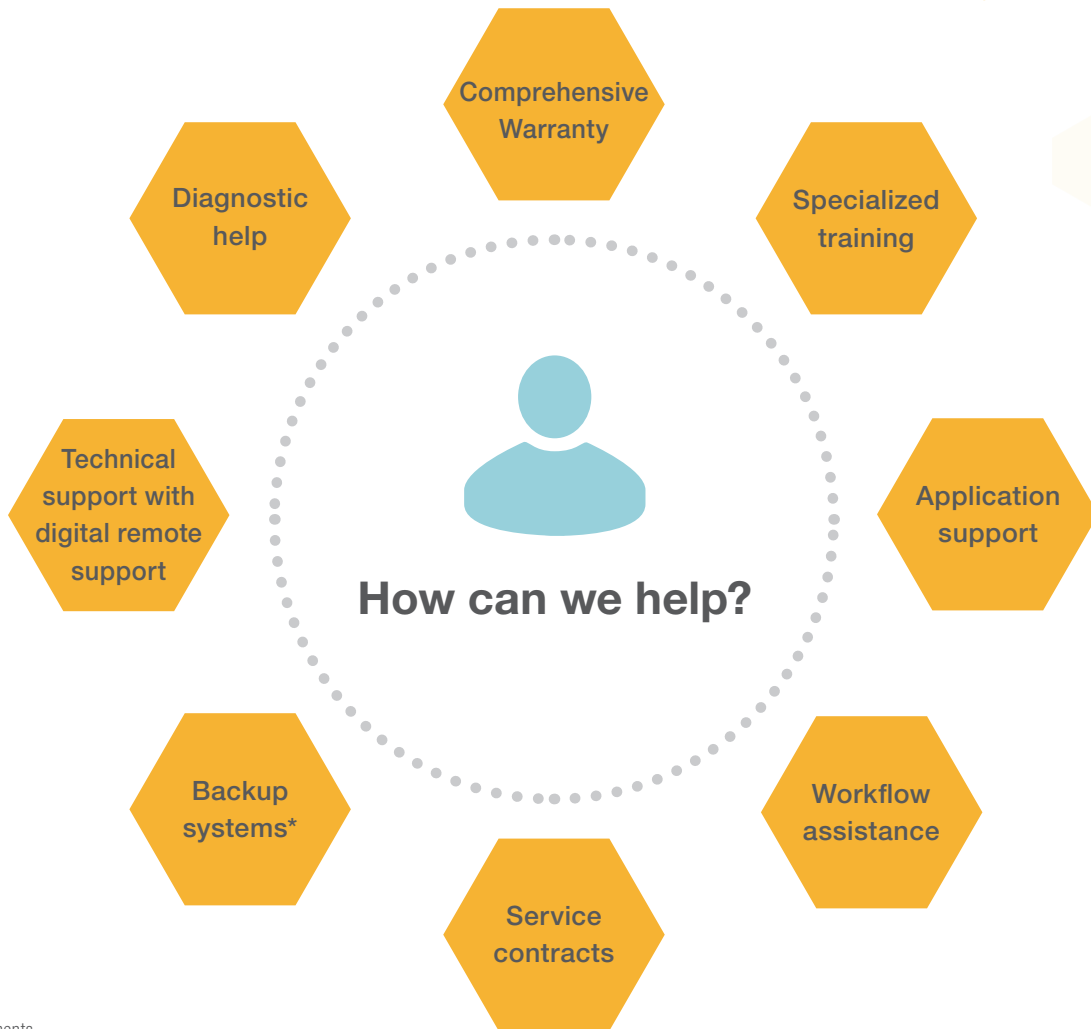 Comprehensive
Warranty
Diagnostic
help
Specialized
training
Technical
support with
digital remote
support
Application
support
How can we help?
Backup
systems*
Workflow
assistance
Service
contracts